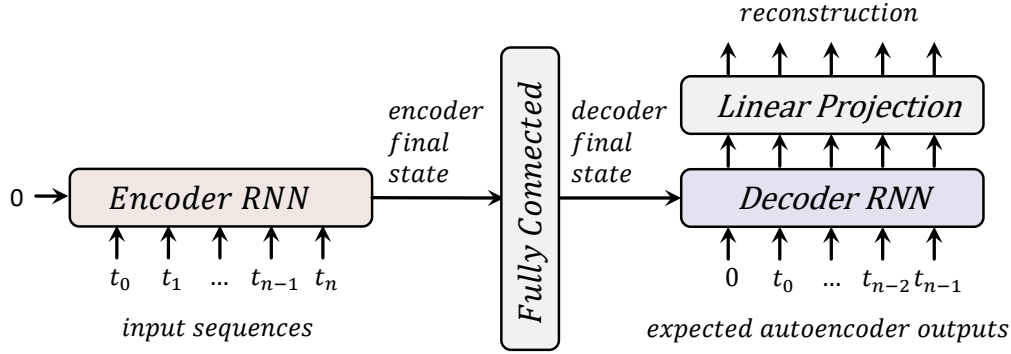 reconstruction
Linear Projection
encoder
final
state
decoder
final
state
Fully Connected
0
Encoder RNN
Decoder RNN
t₀ t₁ ... tₙ₋₁ tₙ
0 t₀ ... tₙ₋₂ tₙ₋₁
input sequences
expected autoencoder outputs